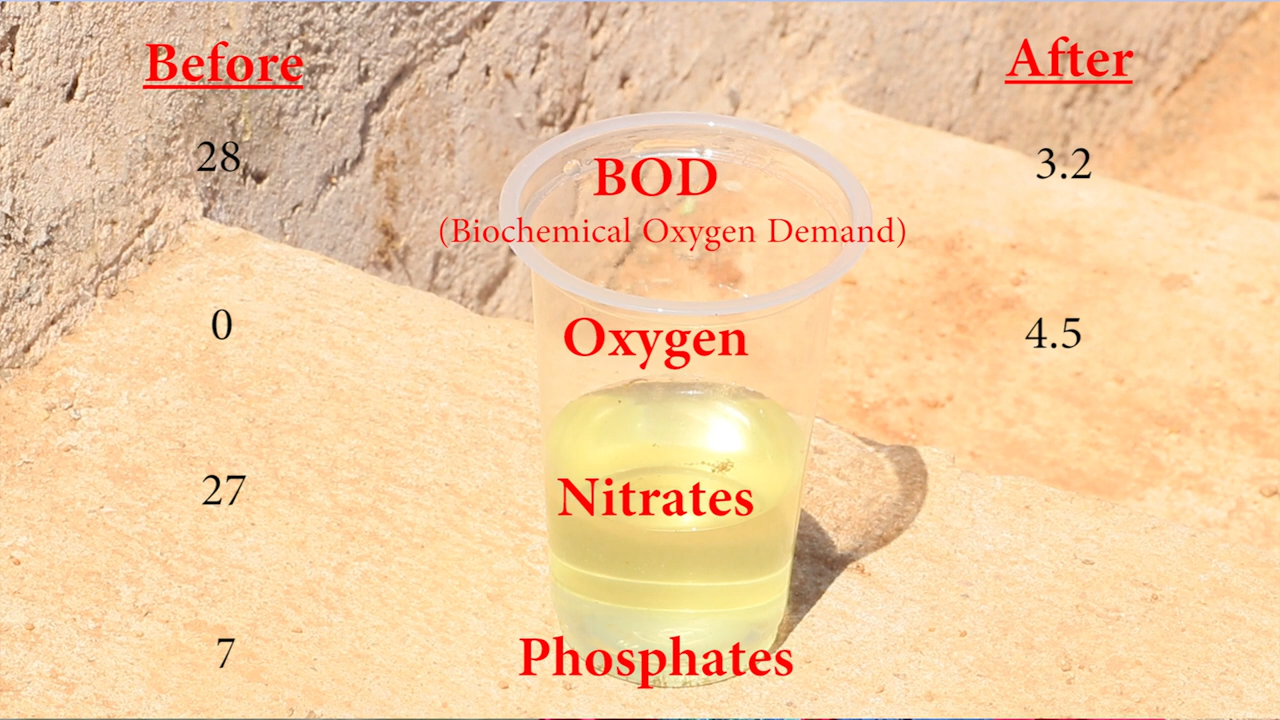 Before
After
28
BOD
3.2
(Biochemical Oxygen Demand)
0
Oxygen
4.5
27
Nitrates
7
Phosphates